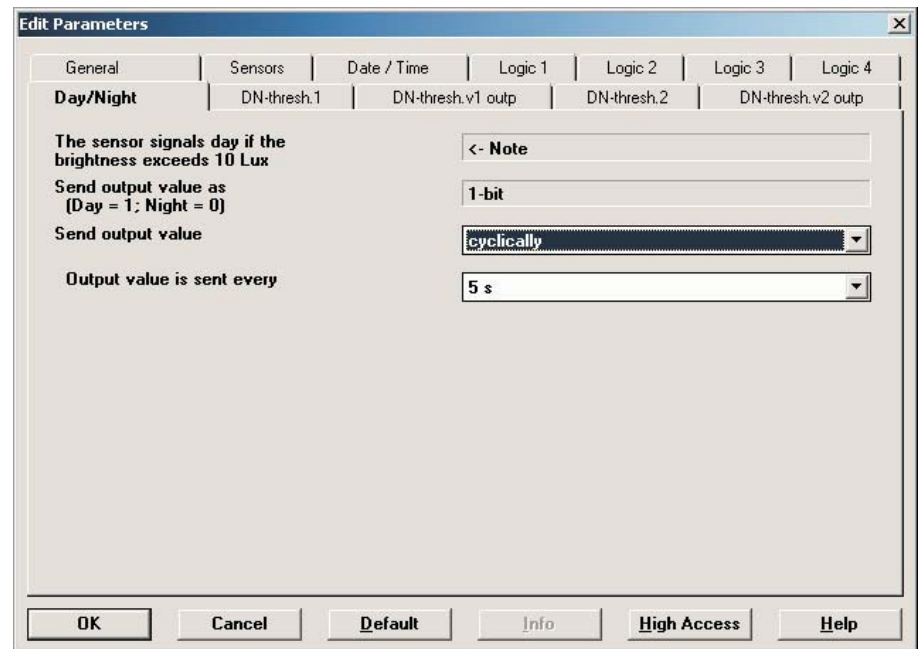 Edit Parameters
General Sensors Date / Time Logic 1 Logic 2 Logic 3 Logic 4
Day/Night DN-thresh.1 DN-thresh.v1 outp DN-thresh.2 DN-thresh.v2 outp
The sensor signals day if the
brightness exceeds 10 Lux
<- Note
Send output value as
(Day = 1; Night = 0)
1-bit
Send output value
cyclically
Output value is sent every
5 s
OK Cancel Default Info High Access Help